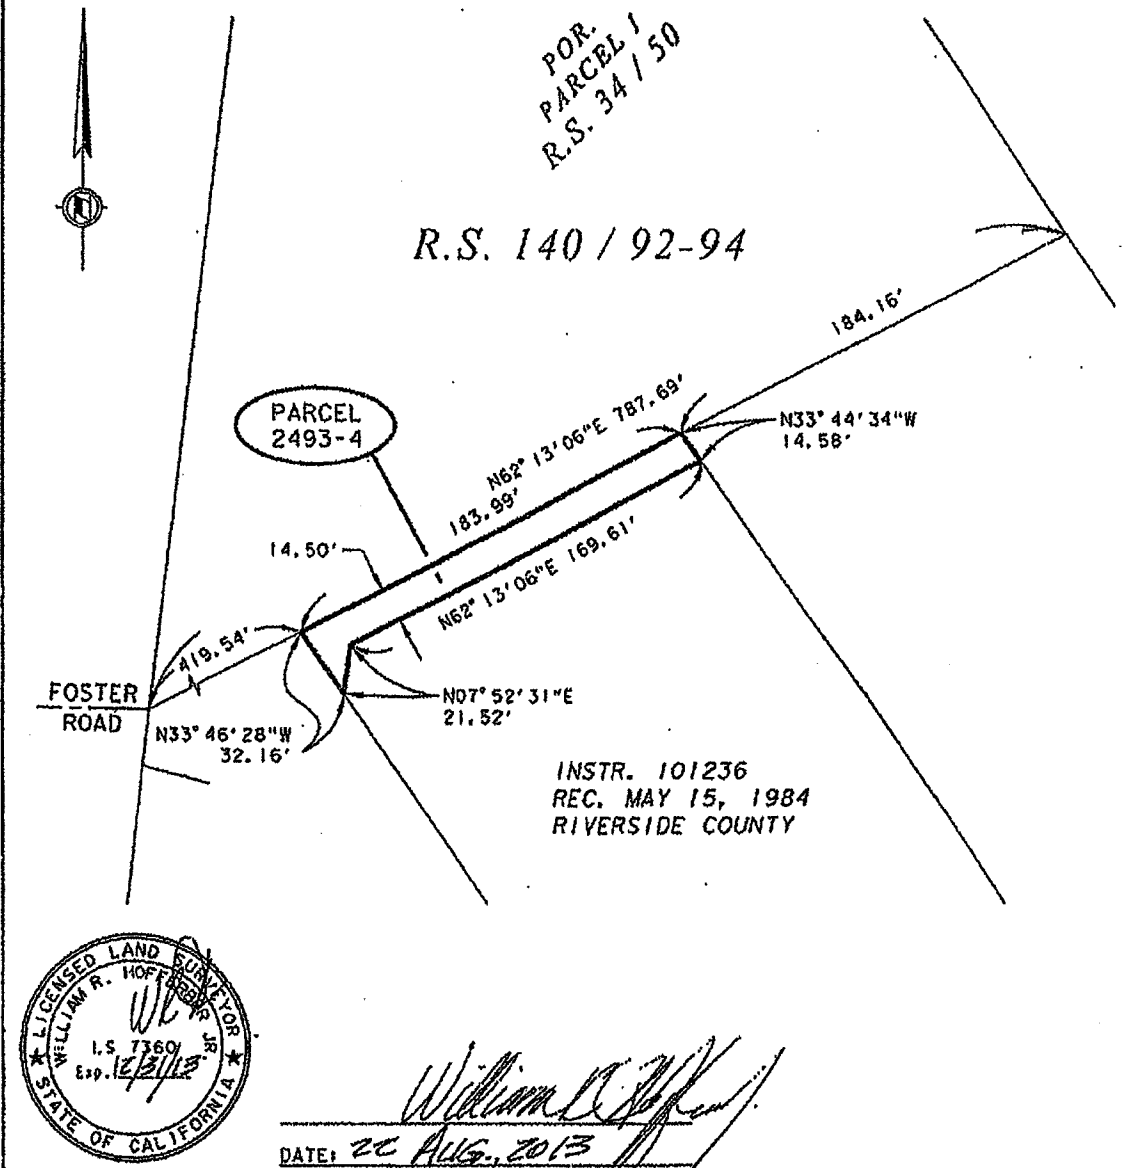 POR.
PARCEL 1
R.S. 34 / 50
R.S. 140 / 92-94
184.16'
PARCEL
2493-4
N62° 13'06"E 787.69'
183.99'
N33° 44'34"W
14.58'
14.50'
N62° 13'06"E 169.61'
419.54'
FOSTER
ROAD
N07° 52'31"E
21.52'
N33° 46'28"W
32.16'
INSTR. 101236
REC. MAY 15, 1984
RIVERSIDE COUNTY
LICENSED LAND SURVEYOR
WILLIAM R. JR.
L.S 7360
Exp. 12/31/13
STATE OF CALIFORNIA
William
DATE: 22 AUG., 2013